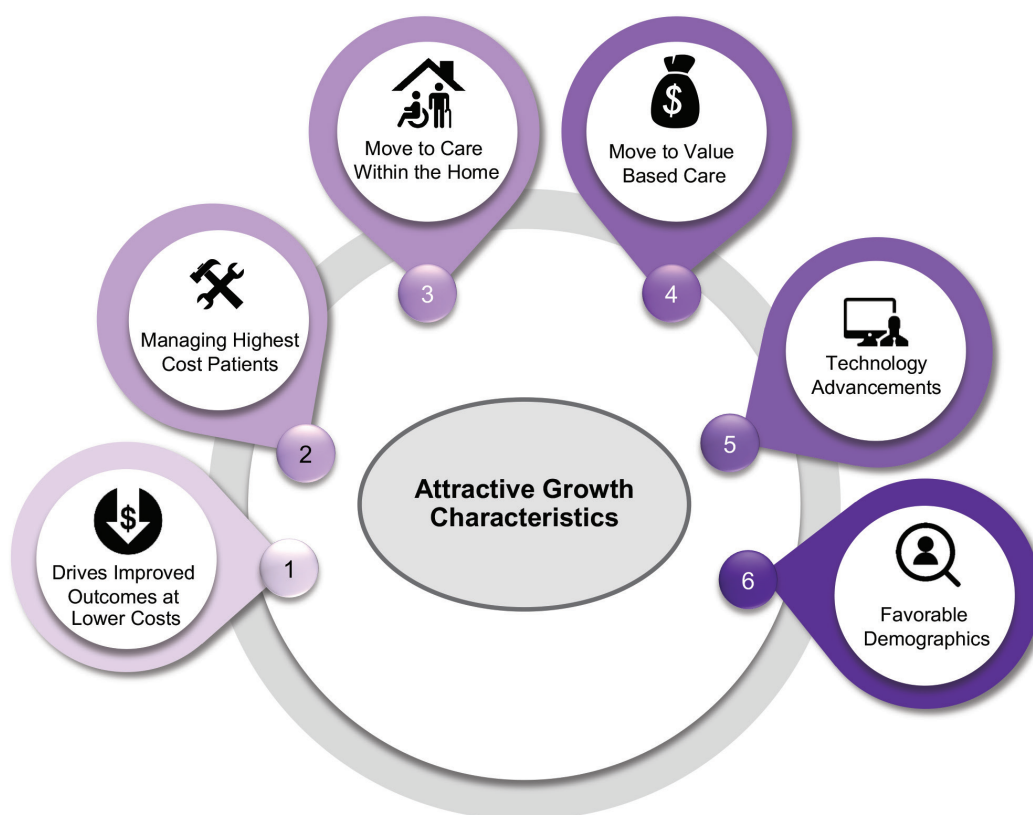 Attractive Growth
Characteristics
1
$
Drives Improved
Outcomes at
Lower Costs
2
Managing Highest
Cost Patients
3
Move to Care
Within the Home
4
$
Move to Value
Based Care
5
Technology
Advancements
6
Favorable
Demographics